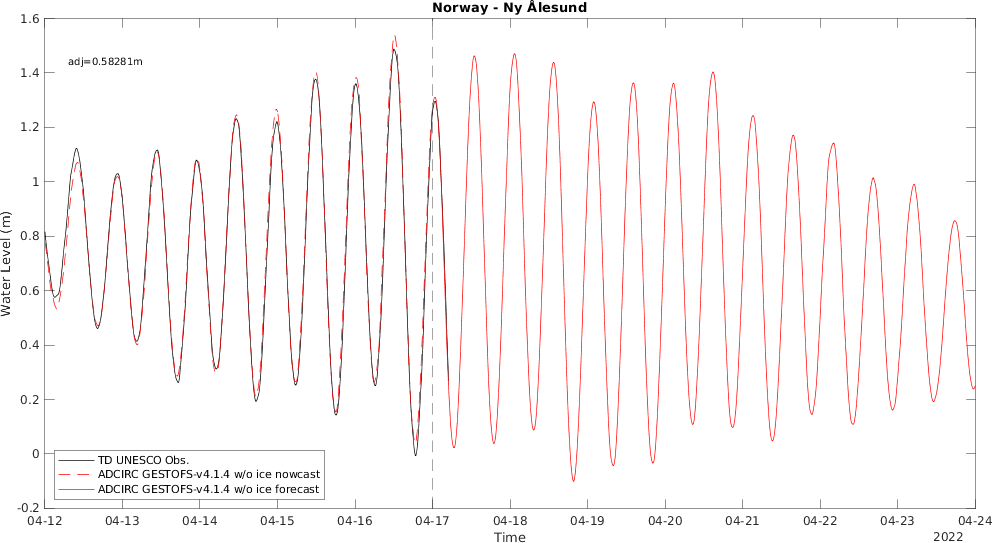 Norway - Ny Ålesund
1.6
adj=0.58281m
1.4
1.2
1
0.8
0.6
0.4
0.2
0
-0.2
Water Level (m)
TD UNESCO Obs.
ADCIRC GESTOFS-v4.1.4 w/o ice nowcast
ADCIRC GESTOFS-v4.1.4 w/o ice forecast
04-12 04-13 04-14 04-15 04-16 04-17 04-18 04-19 04-20 04-21 04-22 04-23 04-24
Time
2022